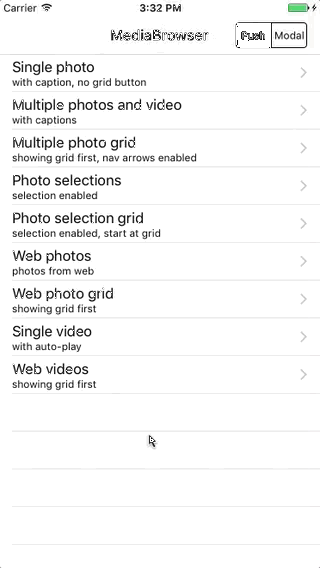 Carrier 3:32 PM
MediaBrowser Push Modal
Single photo
with caption, no grid button
Multiple photos and video
with captions
Multiple photo grid
showing grid first, nav arrows enabled
Photo selections
selection enabled
Photo selection grid
selection enabled, start at grid
Web photos
photos from web
Web photo grid
showing grid first
Single video
with auto-play
Web videos
showing grid first